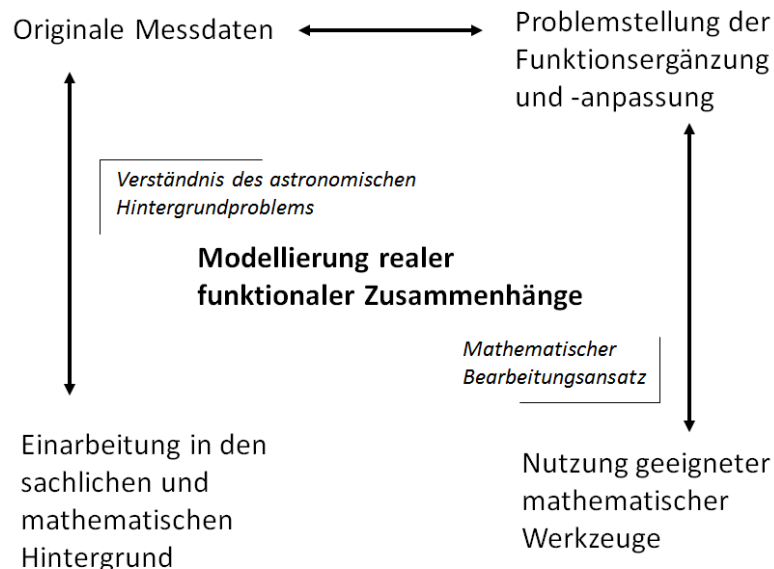 Originale Messdaten
Problemstellung der
Funktionsergänzung
und -anpassung
Verständnis des astronomischen
Hintergrundproblems
Modellierung realer
funktionaler Zusammenhänge
Mathematischer
Bearbeitungsansatz
Einarbeitung in den
sachlichen und
mathematischen
Hintergrund
Nutzung geeigneter
mathematischer
Werkzeuge